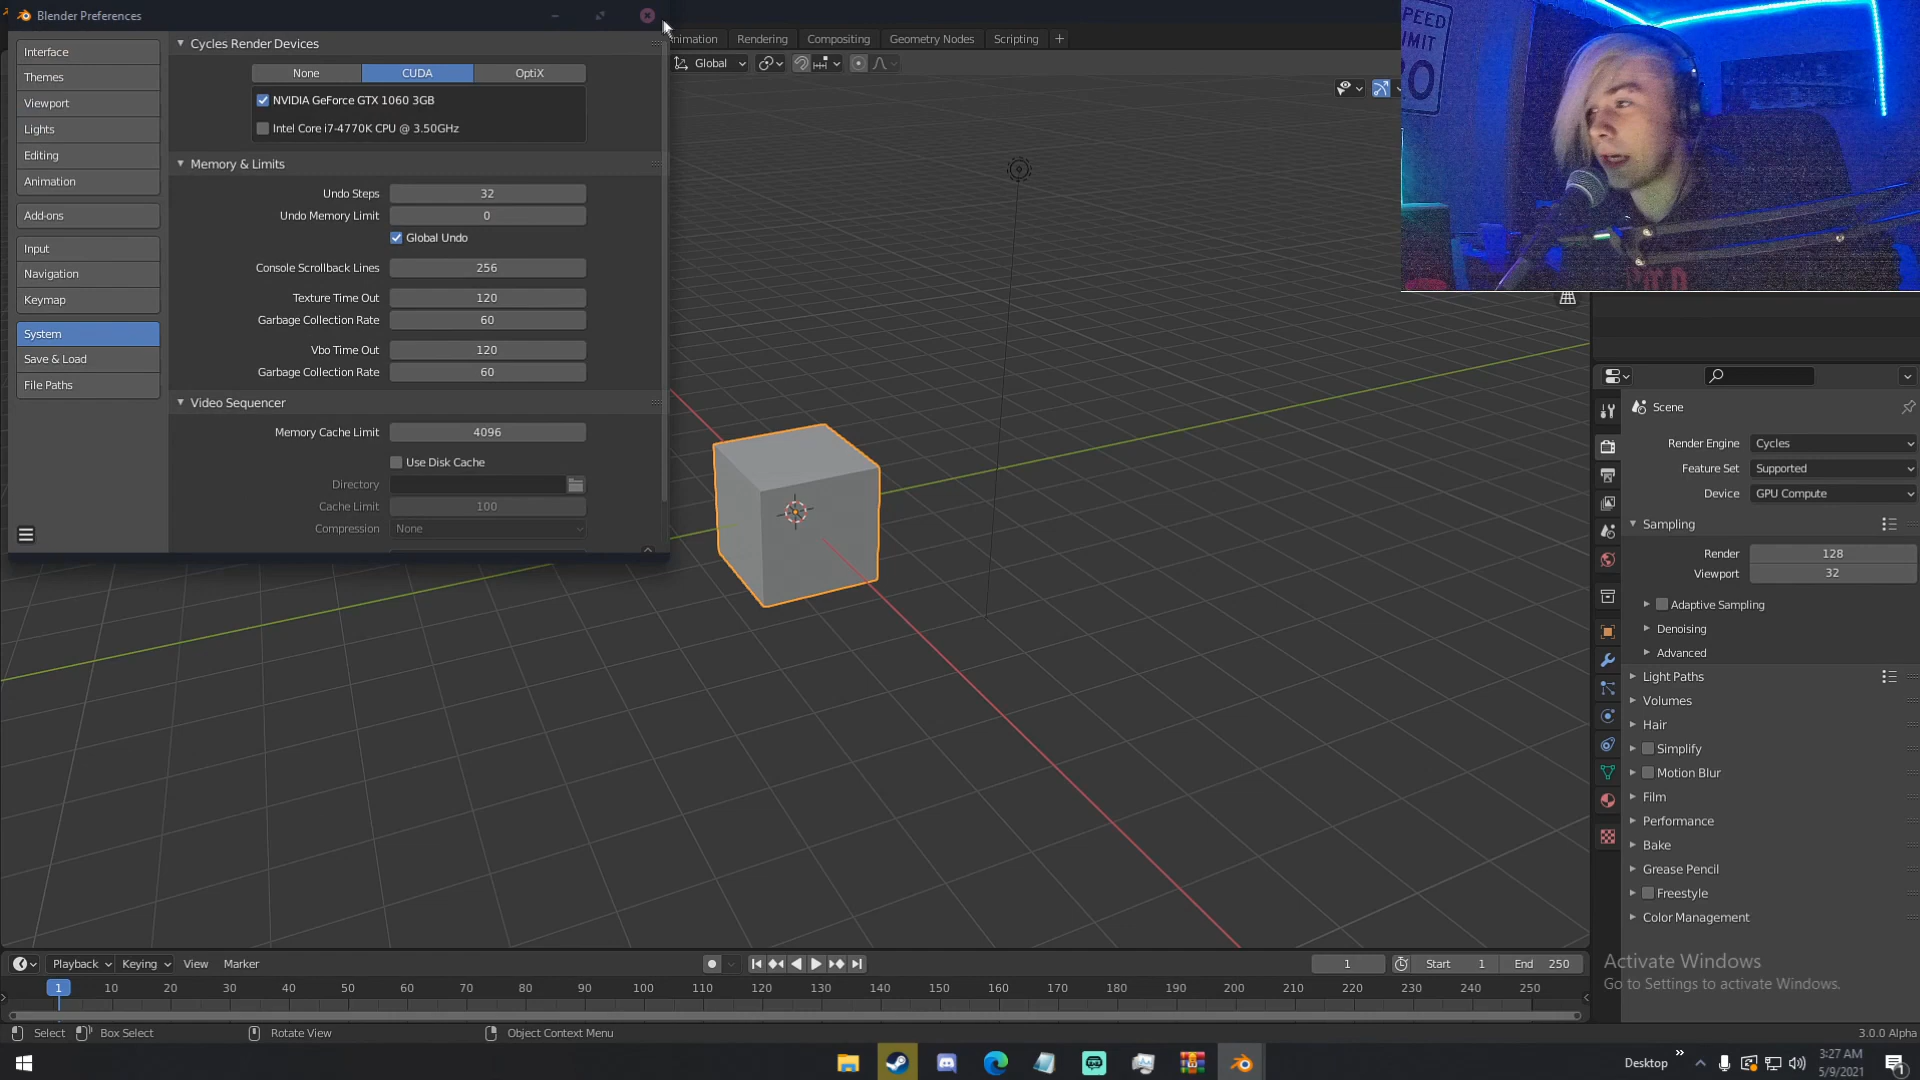 Blender Preferences
Interface
Themes
Viewport
Lights
Editing
Animation
Add-ons
Input
Navigation
Keymap
System
Save & Load
File Paths
Cycles Render Devices
None
CUDA
OptiX
NVIDIA GeForce GTX 1060 3GB
Intel Core i7-4770K CPU @ 3.50GHz
Memory & Limits
Undo Steps 32
Undo Memory Limit 0
Global Undo
Console Scrollback Lines 256
Texture Time Out 120
Garbage Collection Rate 60
Vbo Time Out 120
Garbage Collection Rate 60
Video Sequencer
Memory Cache Limit 4096
Use Disk Cache
Directory
Cache Limit 100
Compression None
nimation Rendering Compositing Geometry Nodes Scripting +
Global
SPEED
LIMIT
Scene
Render Engine Cycles
Feature Set Supported
Device GPU Compute
Sampling
Render 128
Viewport 32
Adaptive Sampling
Denoising
Advanced
Light Paths
Volumes
Hair
Simplify
Motion Blur
Film
Performance
Bake
Grease Pencil
Freestyle
Color Management
Activate Windows
Go to Settings to activate Windows.
Playback Keying View Marker
1 Start 1 End 250
1 10 20 30 40 50 60 70 80 90 100 110 120 130 140 150 160 170 180 190 200 210 220 230 240 250
Select Box Select Rotate View Object Context Menu
3.0.0 Alpha
Desktop
3:27 AM
5/9/2021
1